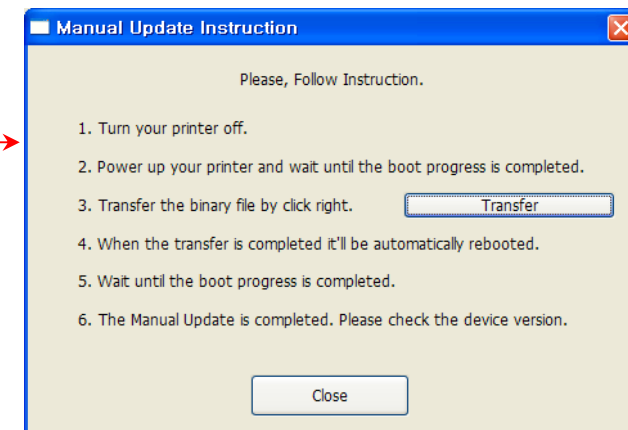 Manual Update Instruction
Please, Follow Instruction.
1. Turn your printer off.
2. Power up your printer and wait until the boot progress is completed.
3. Transfer the binary file by click right. Transfer
4. When the transfer is completed it'll be automatically rebooted.
5. Wait until the boot progress is completed.
6. The Manual Update is completed. Please check the device version.
Close